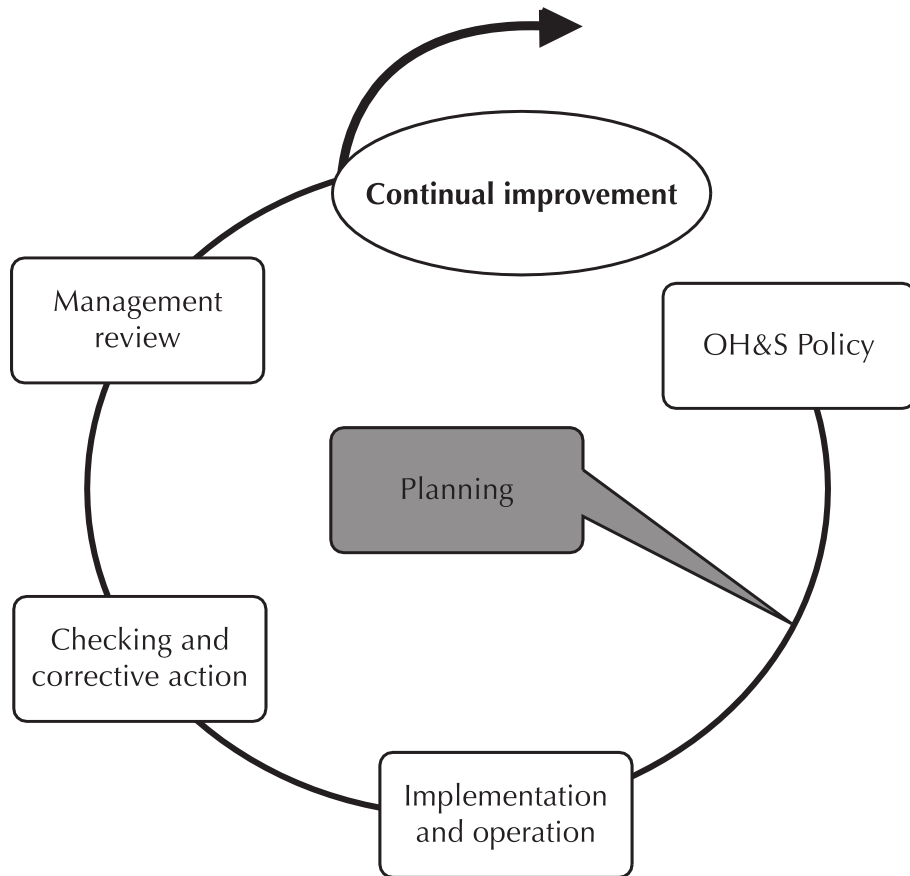 Continual improvement
Management
review
OH&S Policy
Planning
Checking and
corrective action
Implementation
and operation